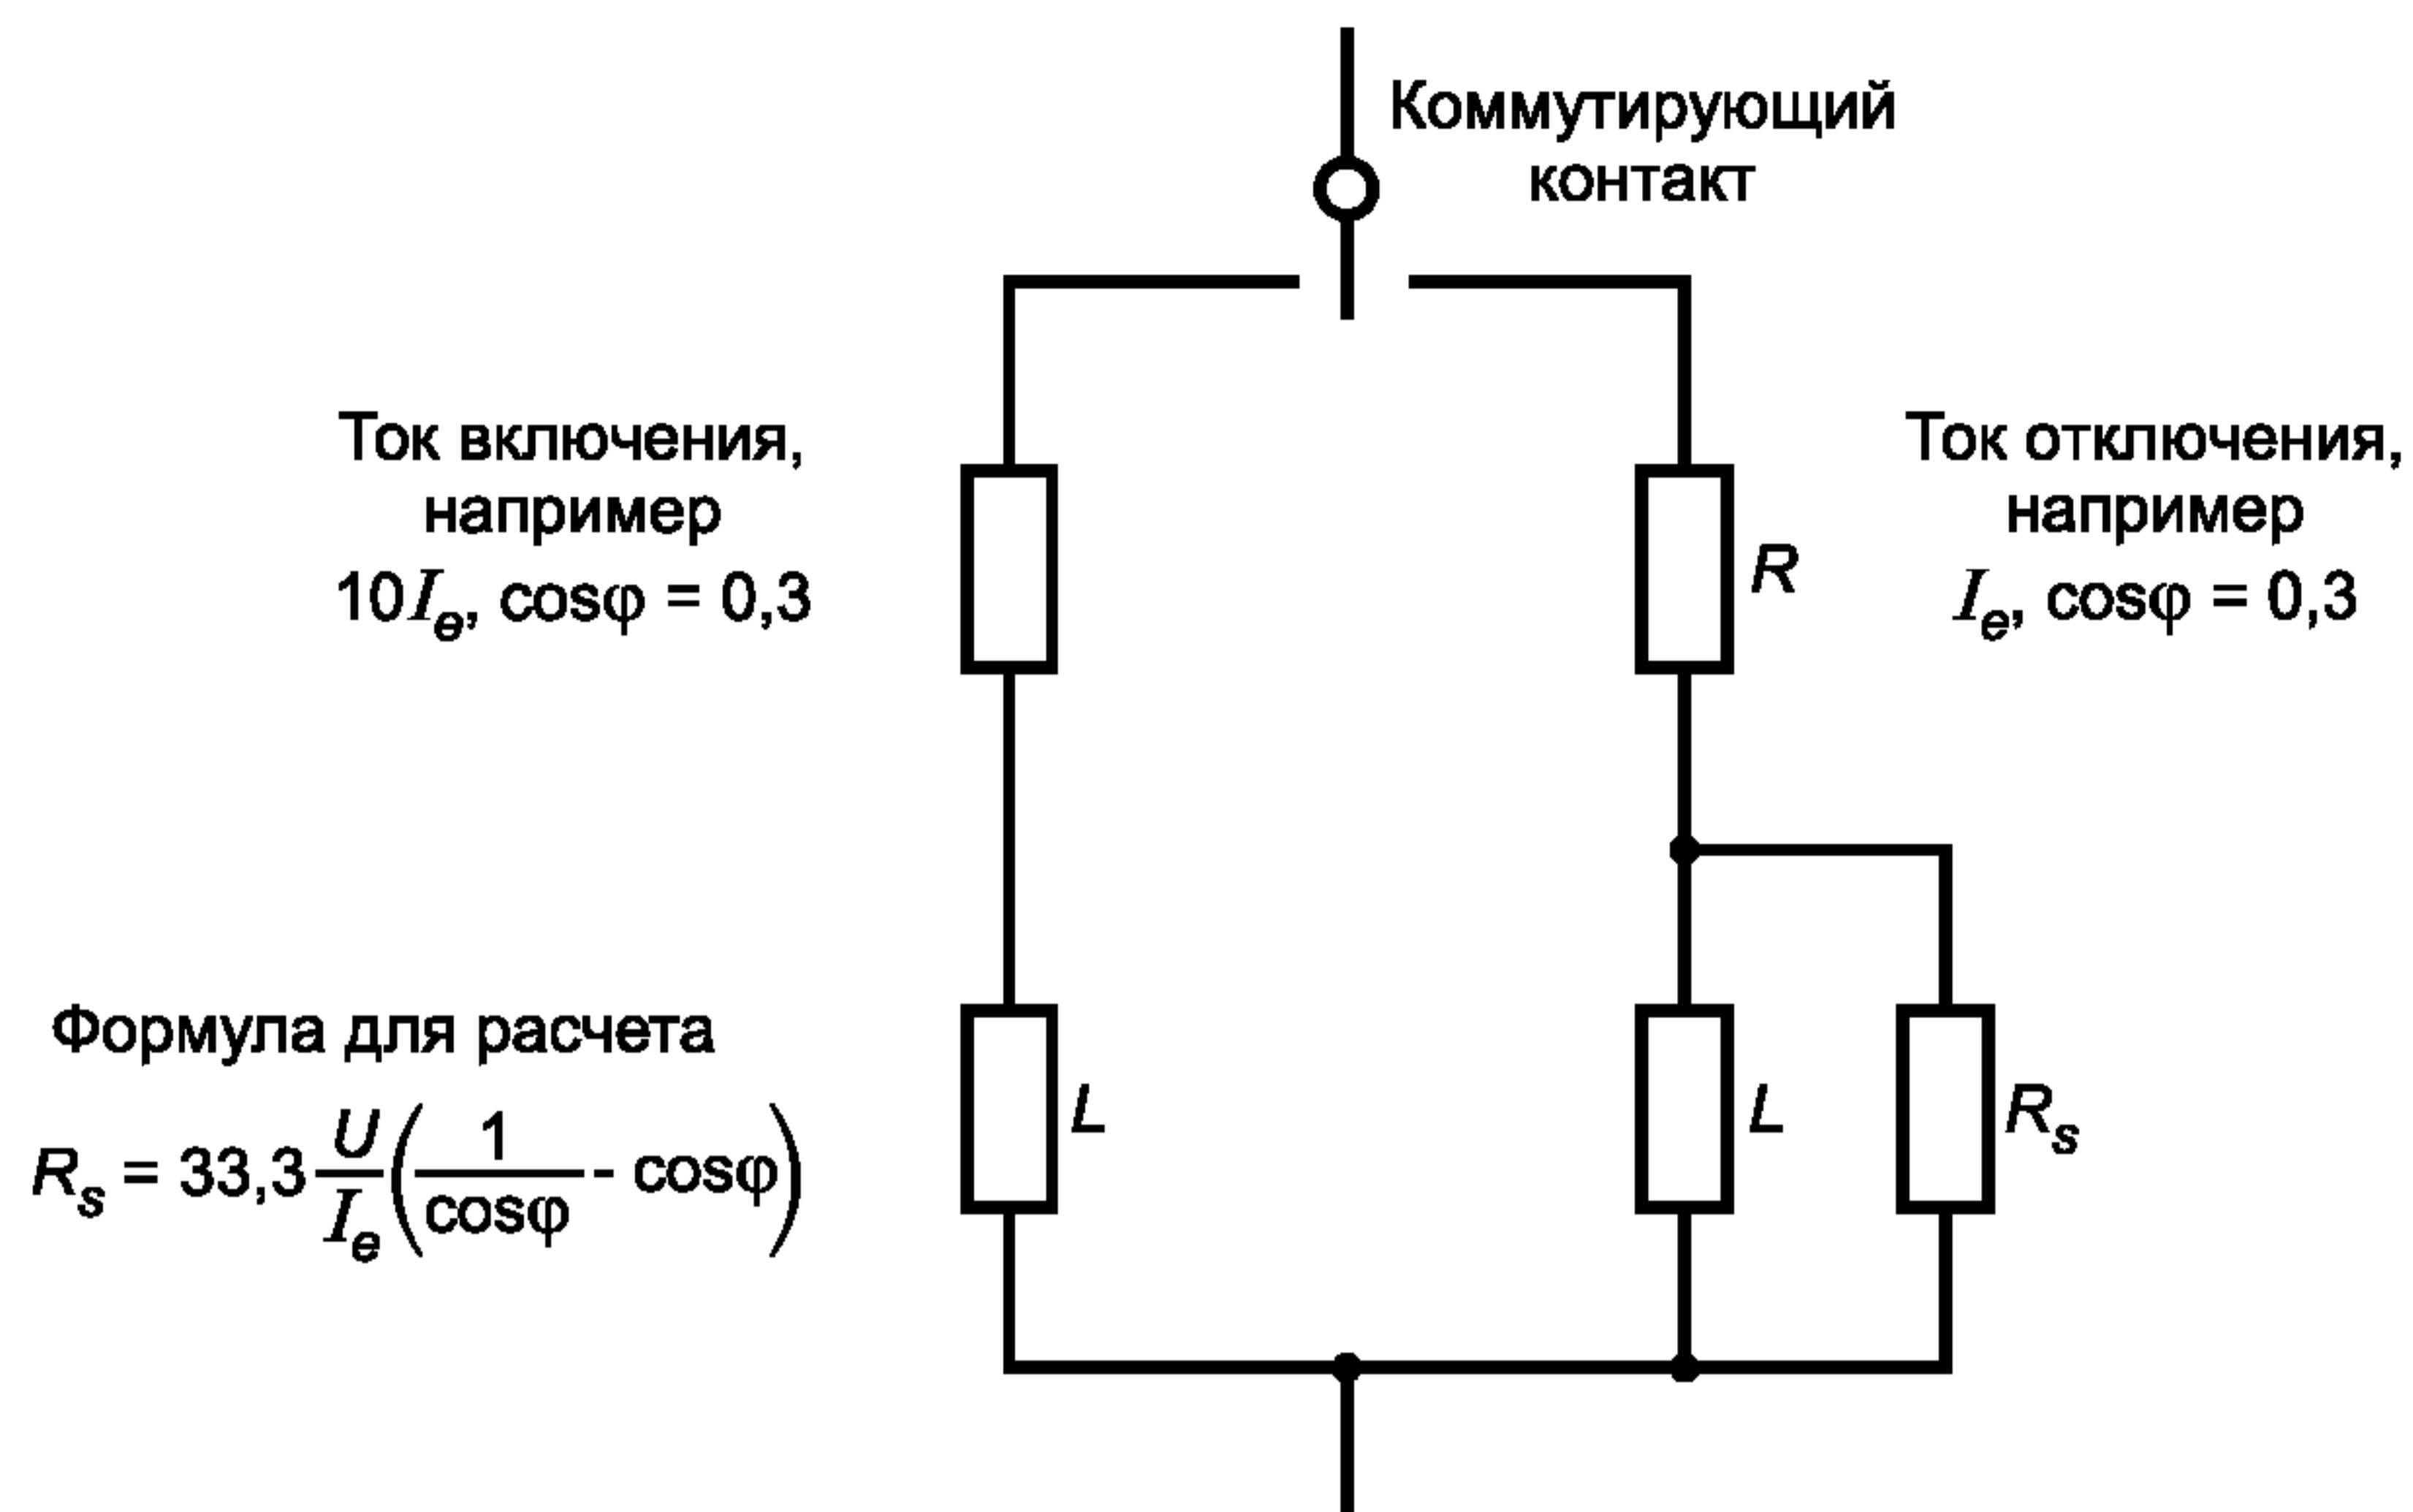 Коммутирующий
контакт
Ток включения,
например
10Iₑ, cosφ = 0,3
Ток отключения,
например
Iₑ, cosφ = 0,3
R
Формула для расчета
Rₛ = 33,3 U/Iₑ (1/cosφ - cosφ)
L
L
Rₛ